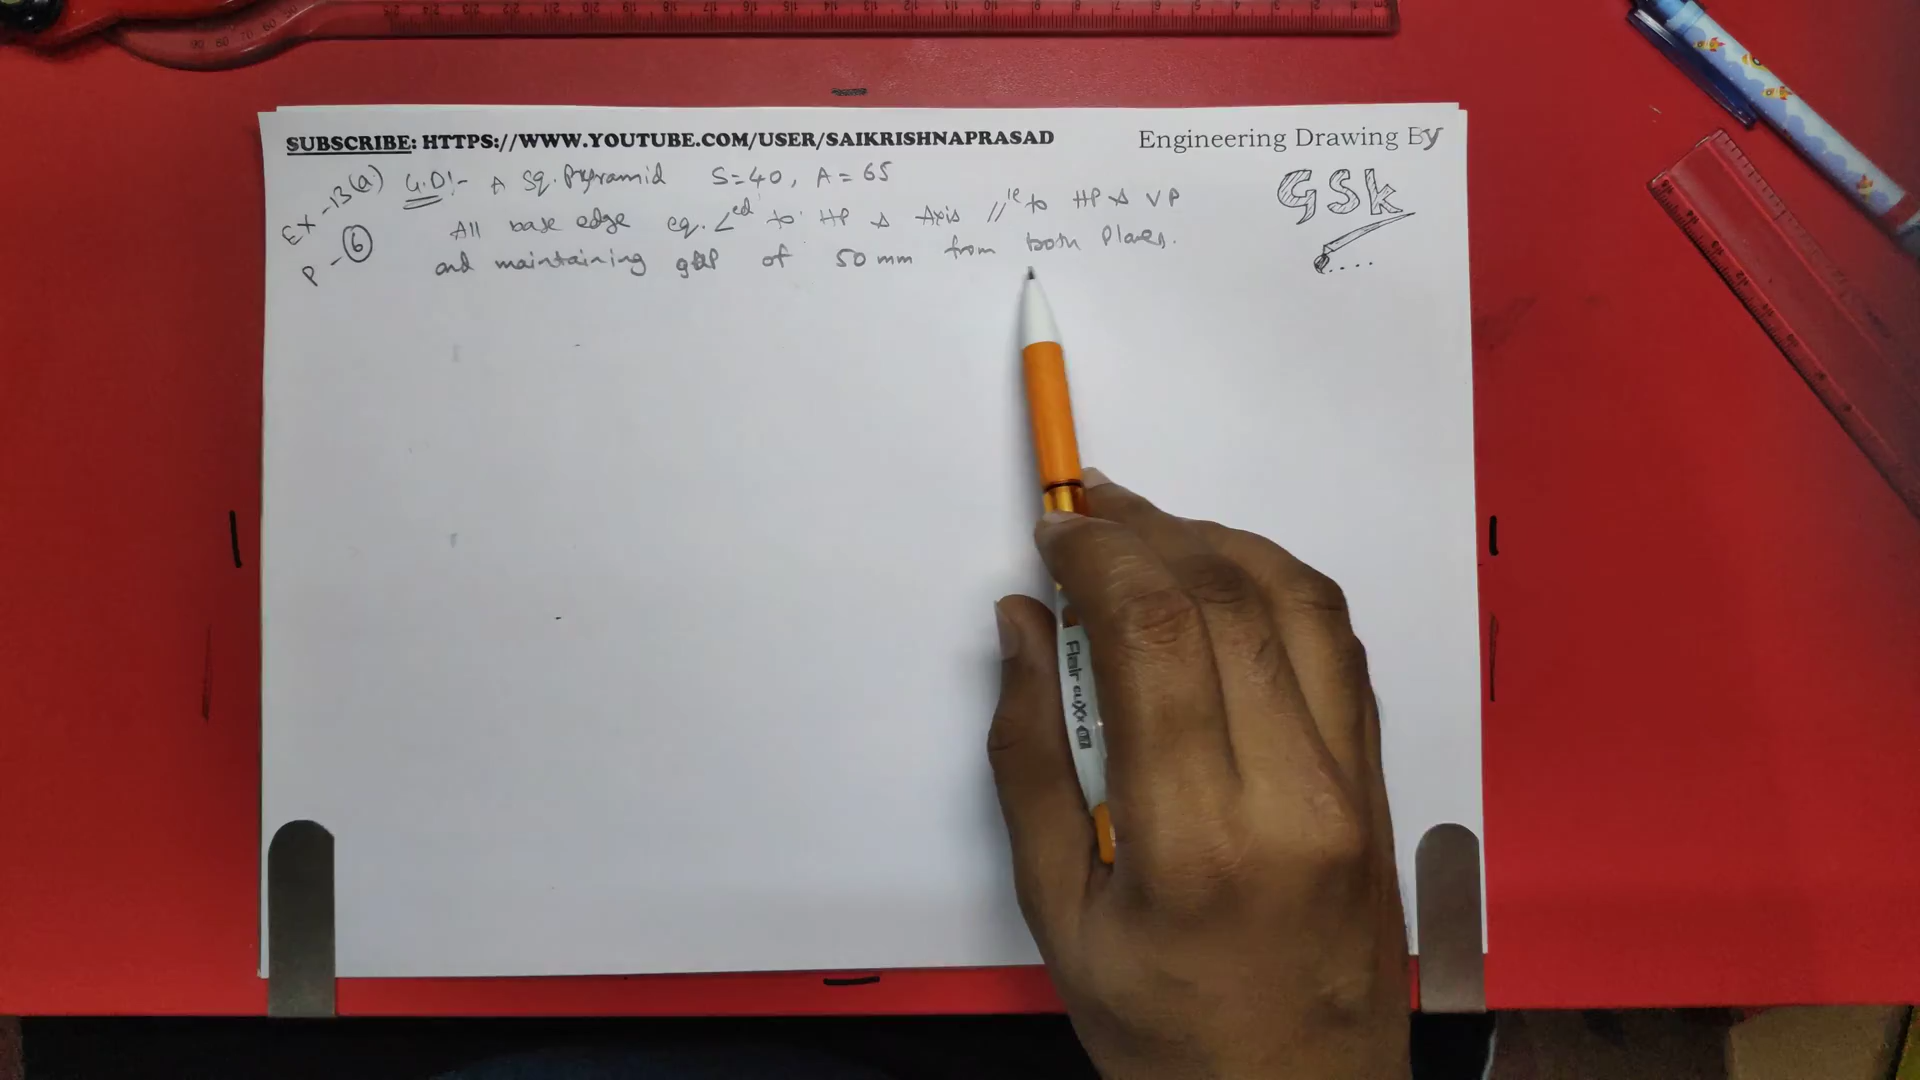 SUBSCRIBE: HTTPS://WWW.YOUTUBE.COM/USER/SAIKRISHNAPRASAD
Engineering Drawing By
GSk
Ex-13(a)
P-6
G.D:- A Sq. Pyramid S=40, A=65
All base edge eq. ∠ed to HP & Axis //le to HP & VP
and maintaining gap of 50 mm from both planes.
Flair